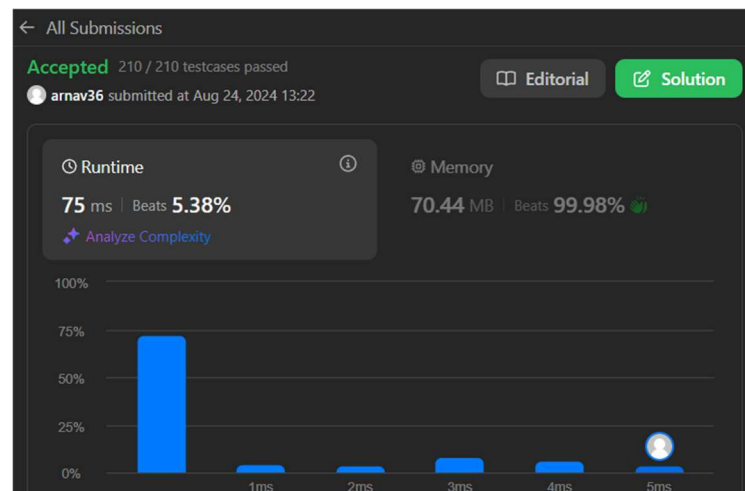 ← All Submissions
Accepted 210 / 210 testcases passed
arnav36 submitted at Aug 24, 2024 13:22
Editorial
Solution
Runtime
75 ms | Beats 5.38%
Analyze Complexity
Memory
70.44 MB | Beats 99.98%
100%
75%
50%
25%
0%
1ms 2ms 3ms 4ms 5ms